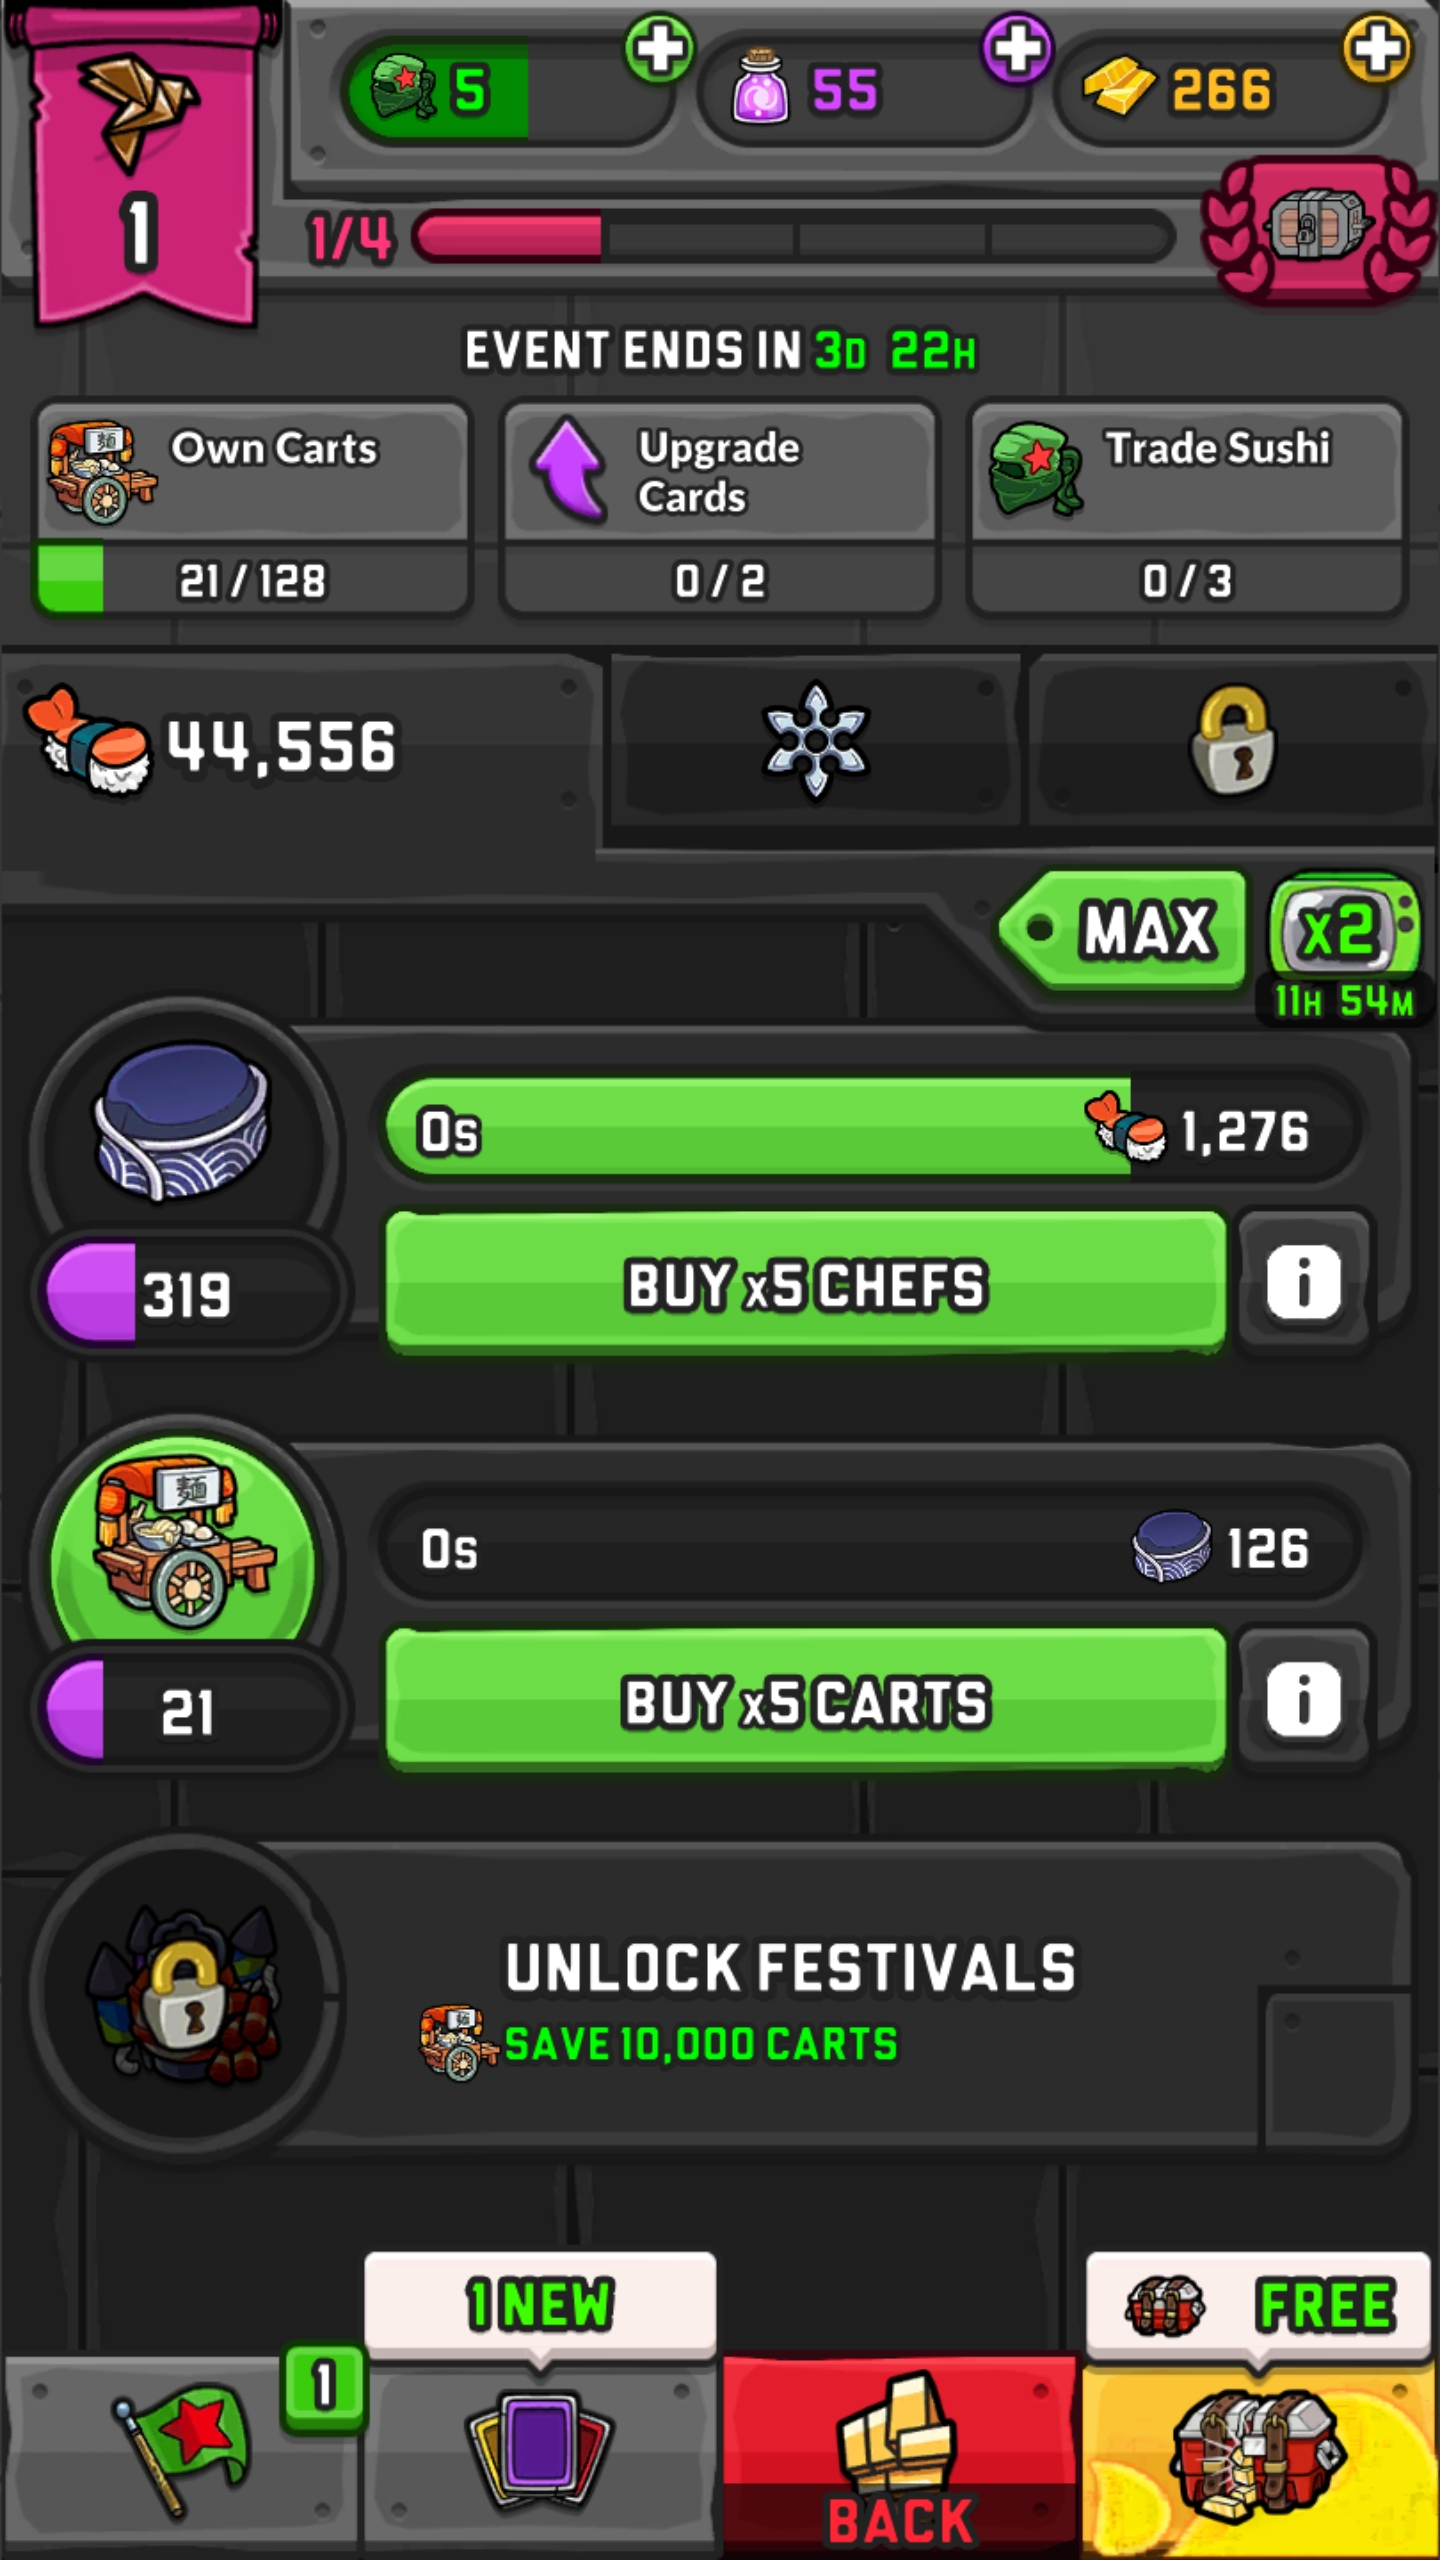 5
55
266
1
1/4
EVENT ENDS IN 3D 22H
Own Carts
21/128
Upgrade
Cards
0/2
Trade Sushi
0/3
44,556
MAX
x2
11H 54M
0s
1,276
319
BUY x5 CHEFS
i
麺
0s
126
21
BUY x5 CARTS
i
UNLOCK FESTIVALS
SAVE 10,000 CARTS
1 NEW
FREE
1
BACK